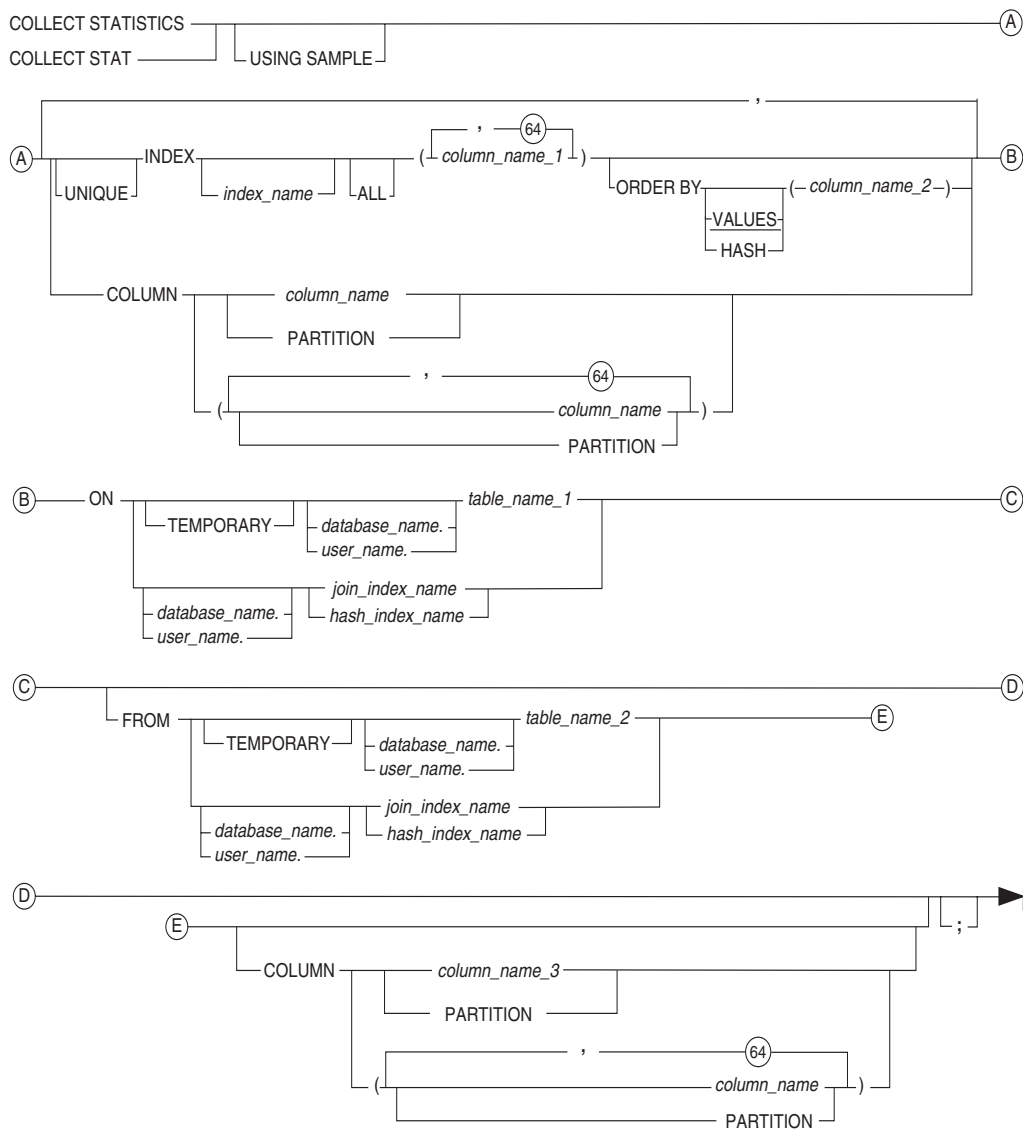 COLLECT STATISTICS A
COLLECT STAT USING SAMPLE
,
, 64
A INDEX ( column_name_1 ) B
UNIQUE index_name ALL ORDER BY ( column_name_2 )
VALUES
HASH
COLUMN column_name
PARTITION
, 64
( column_name )
PARTITION
B ON table_name_1 C
TEMPORARY database_name.
user_name.
join_index_name
database_name. hash_index_name
user_name.
C D
FROM table_name_2 E
TEMPORARY database_name.
user_name.
join_index_name
database_name. hash_index_name
user_name.
D
E ;
COLUMN column_name_3
PARTITION
, 64
( column_name )
PARTITION